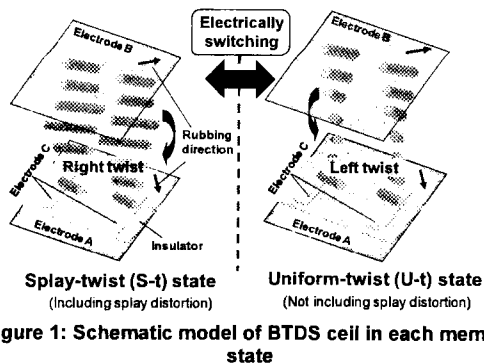 Electrode B
Electrically
switching
Electrode B
Rubbing
direction
Electrode C
Right twist
Electrode C
Left twist
Electrode A
Insulator
Electrode A
Splay-twist (S-t) state
(Including splay distortion)
Uniform-twist (U-t) state
(Not including splay distortion)
gure 1: Schematic model of BTDS cell in each mem
state